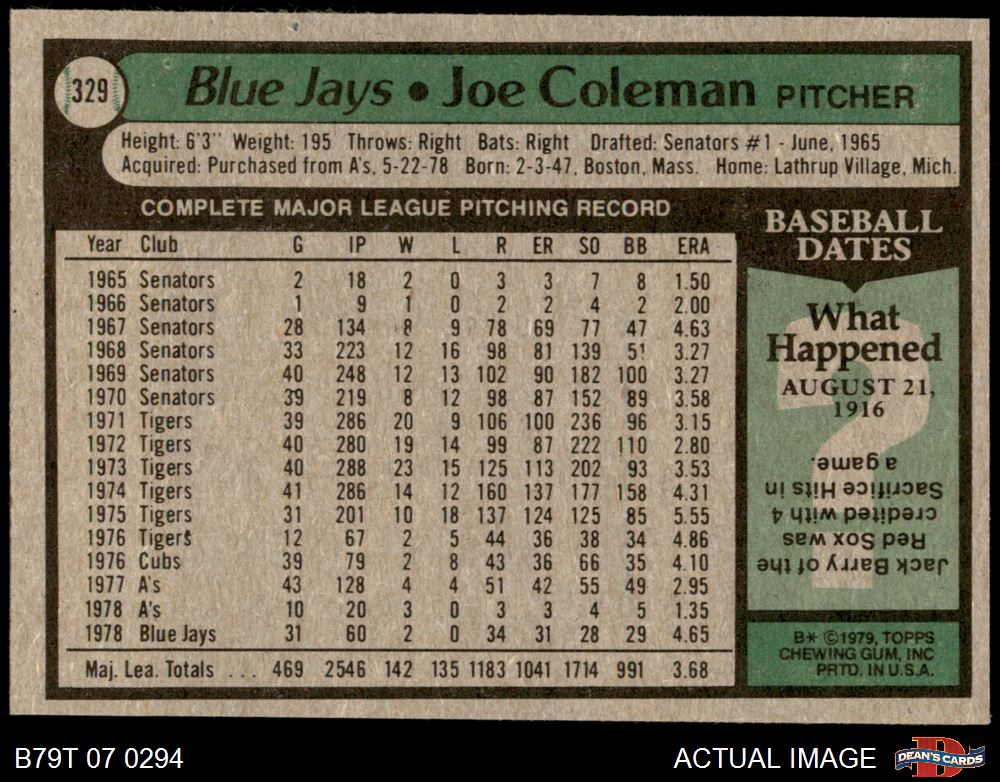 329
Blue Jays • Joe Coleman PITCHER
Height: 6'3" Weight: 195 Throws: Right Bats: Right Drafted: Senators #1 - June, 1965
Acquired: Purchased from A's, 5-22-78 Born: 2-3-47, Boston, Mass. Home: Lathrup Village, Mich.
COMPLETE MAJOR LEAGUE PITCHING RECORD
Year Club G IP W L R ER SO BB ERA
1965 Senators 2 18 2 0 3 3 7 8 1.50
1966 Senators 1 9 1 0 2 2 4 2 2.00
1967 Senators 28 134 8 9 78 69 77 47 4.63
1968 Senators 33 223 12 16 98 81 139 51 3.27
1969 Senators 40 248 12 13 102 90 182 100 3.27
1970 Senators 39 219 8 12 98 87 152 89 3.58
1971 Tigers 39 286 20 9 106 100 236 96 3.15
1972 Tigers 40 280 19 14 99 87 222 110 2.80
1973 Tigers 40 288 23 15 125 113 202 93 3.53
1974 Tigers 41 286 14 12 160 137 177 158 4.31
1975 Tigers 31 201 10 18 137 124 125 85 5.55
1976 Tigers 12 67 2 5 44 36 38 34 4.86
1976 Cubs 39 79 2 8 43 36 66 35 4.10
1977 A's 43 128 4 4 51 42 55 49 2.95
1978 A's 10 20 3 0 3 3 4 5 1.35
1978 Blue Jays 31 60 2 0 34 31 28 29 4.65
Maj. Lea. Totals . . . 469 2546 142 135 1183 1041 1714 991 3.68
BASEBALL
DATES
What
Happened
AUGUST 21,
1916
Jack Barry of the
Red Sox was
credited with 4
Sacrifice Hits in
a game
B* ©1979, TOPPS
CHEWING GUM, INC
PRTD. IN U.S.A.
B79T 07 0294
ACTUAL IMAGE
DEAN'S CARDS